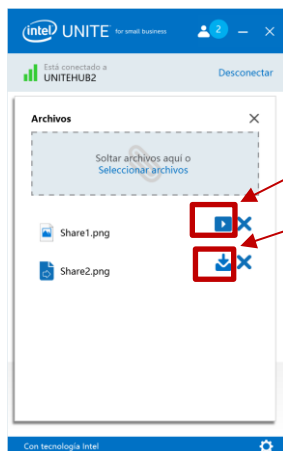 intel UNITE for small business 2
Está conectado a
UNITEHUB2
Desconectar
Archivos
Soltar archivos aquí o
Seleccionar archivos
Share1.png
Share2.png
Con tecnología Intel